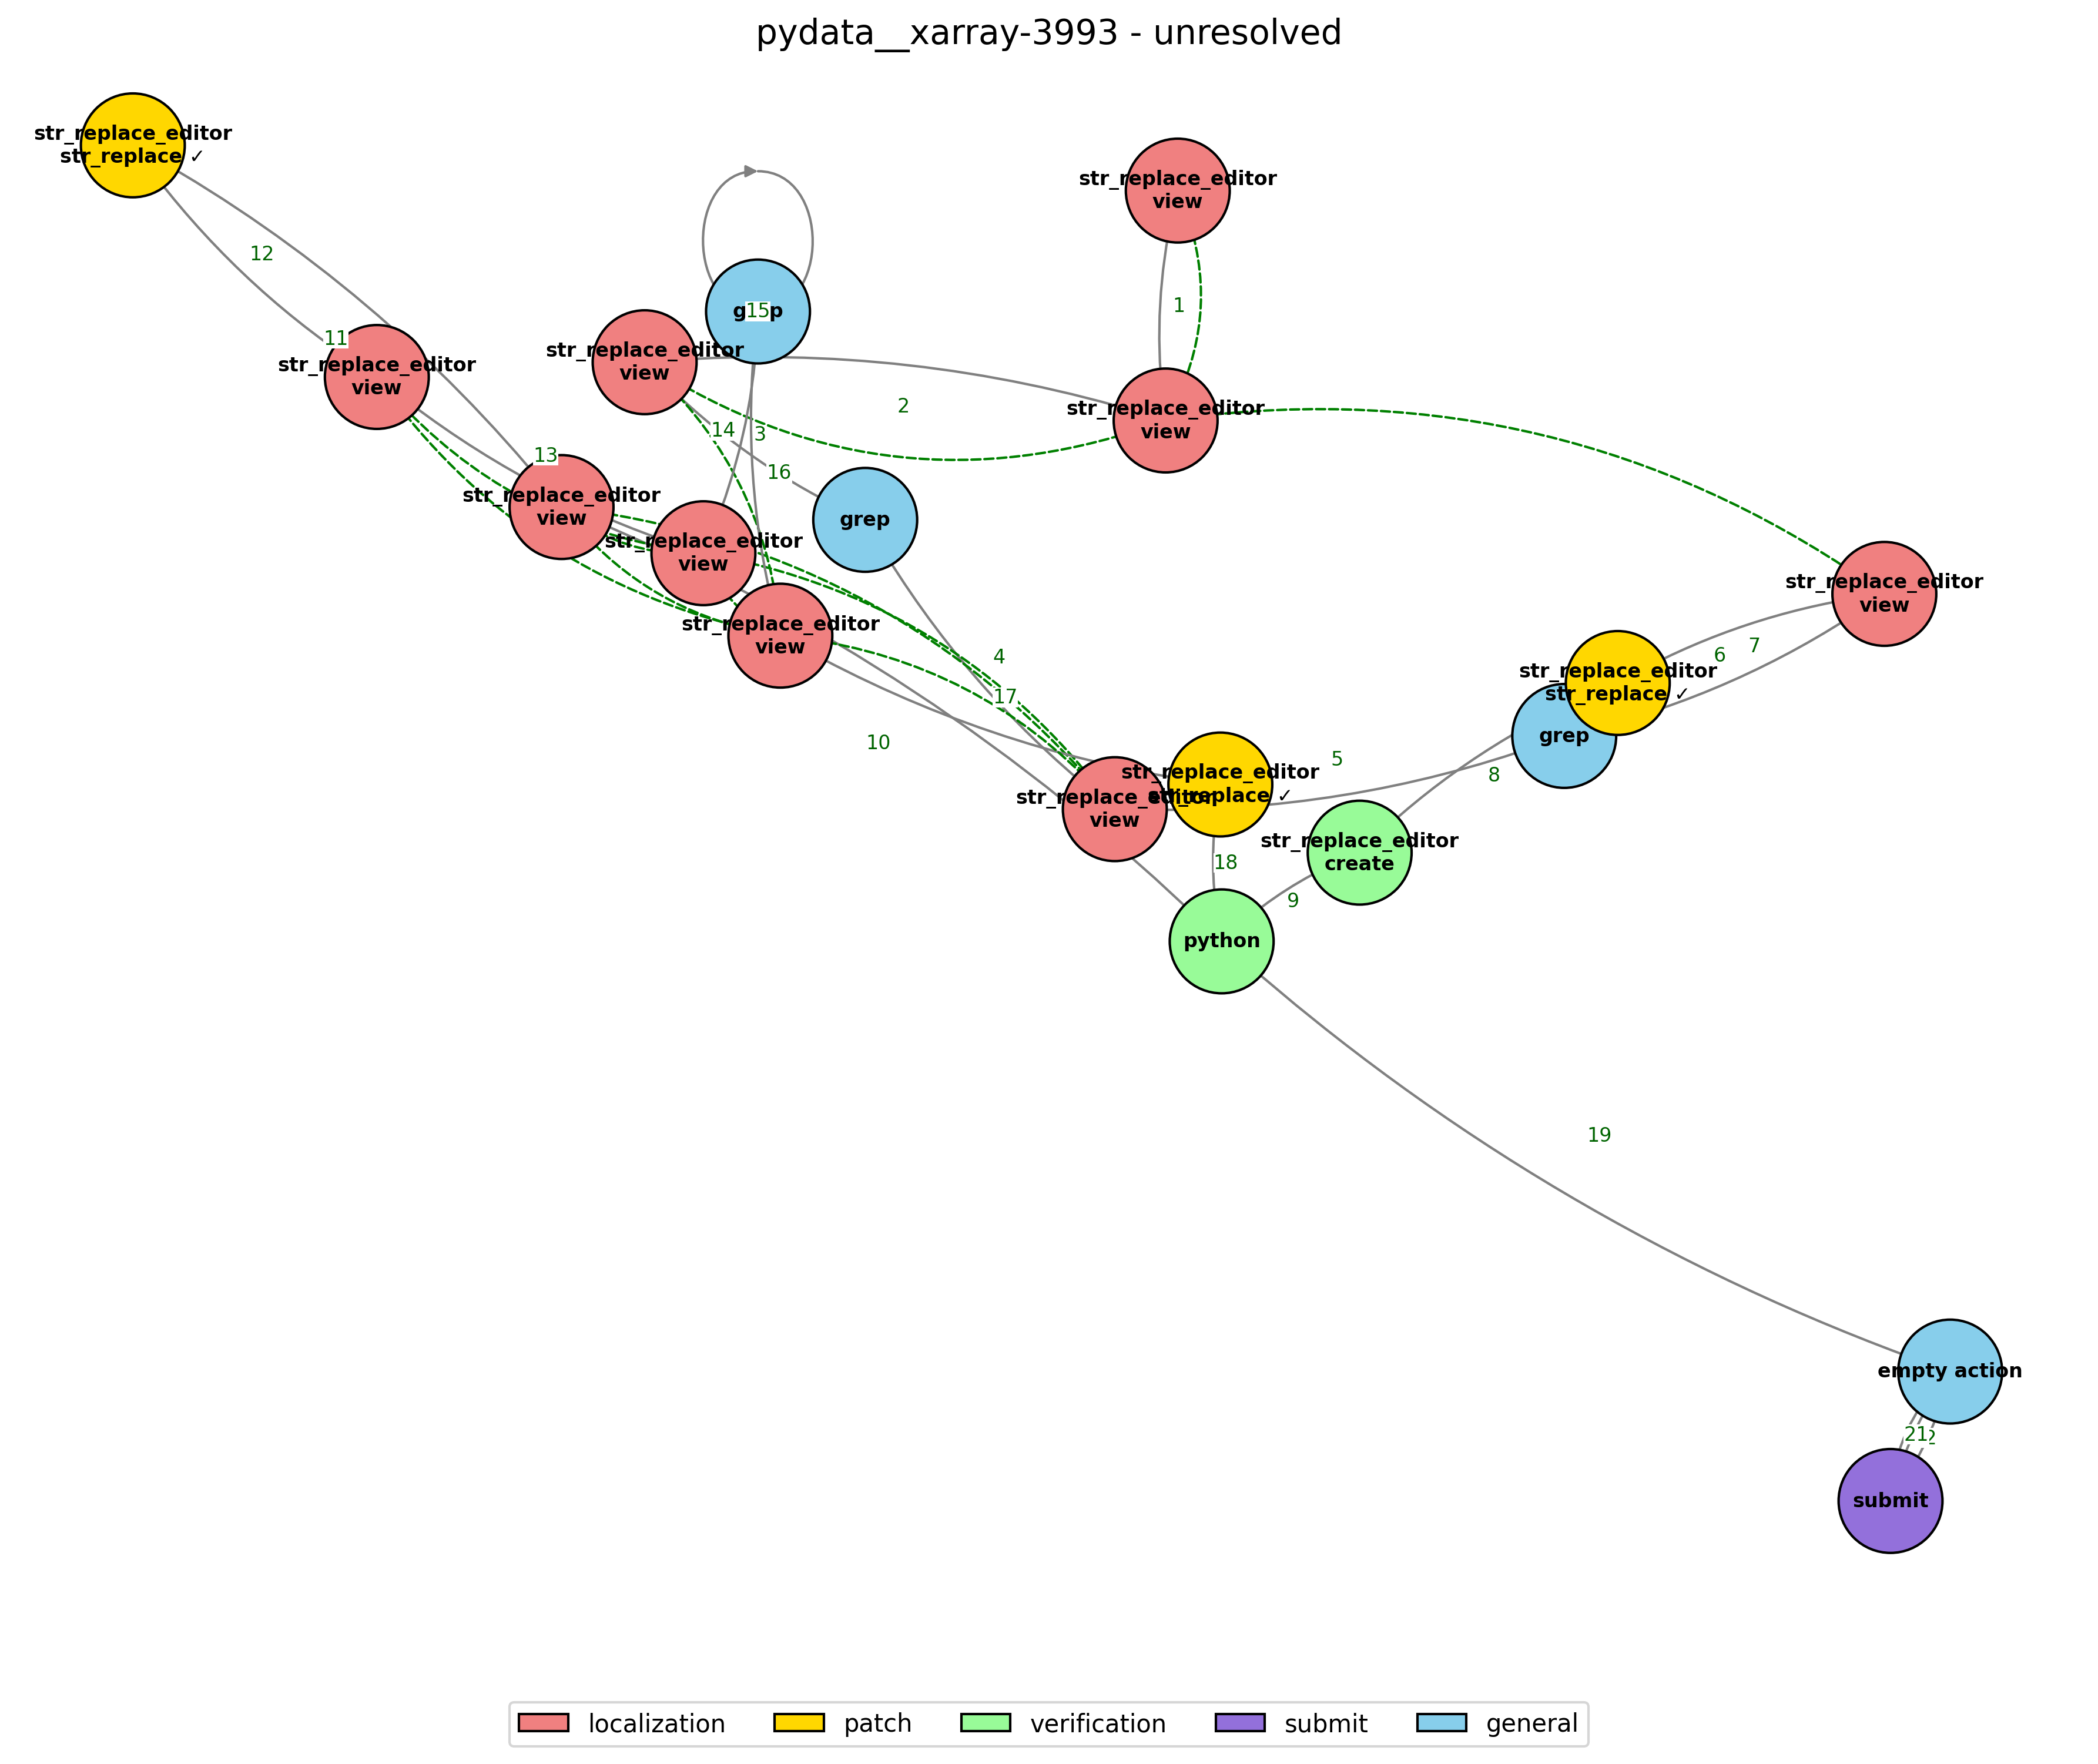 pydata__xarray-3993 - unresolved
str_replace_editor
str_replace ✓
12
11
str_replace_editor
view
str_replace_editor
view
1
15
str_replace_editor
view
2
str_replace_editor
view
14
3
13
16
str_replace_editor
view
grep
str_replace_editor
view
str_replace_editor
view
str_replace_editor
view
4
17
10
6
7
str_replace_editor
str_replace ✓
grep
5
8
str_replace_editor
str_replace ✓
str_replace_editor
view
18
str_replace_editor
create
9
python
19
empty action
21
submit
localization
patch
verification
submit
general